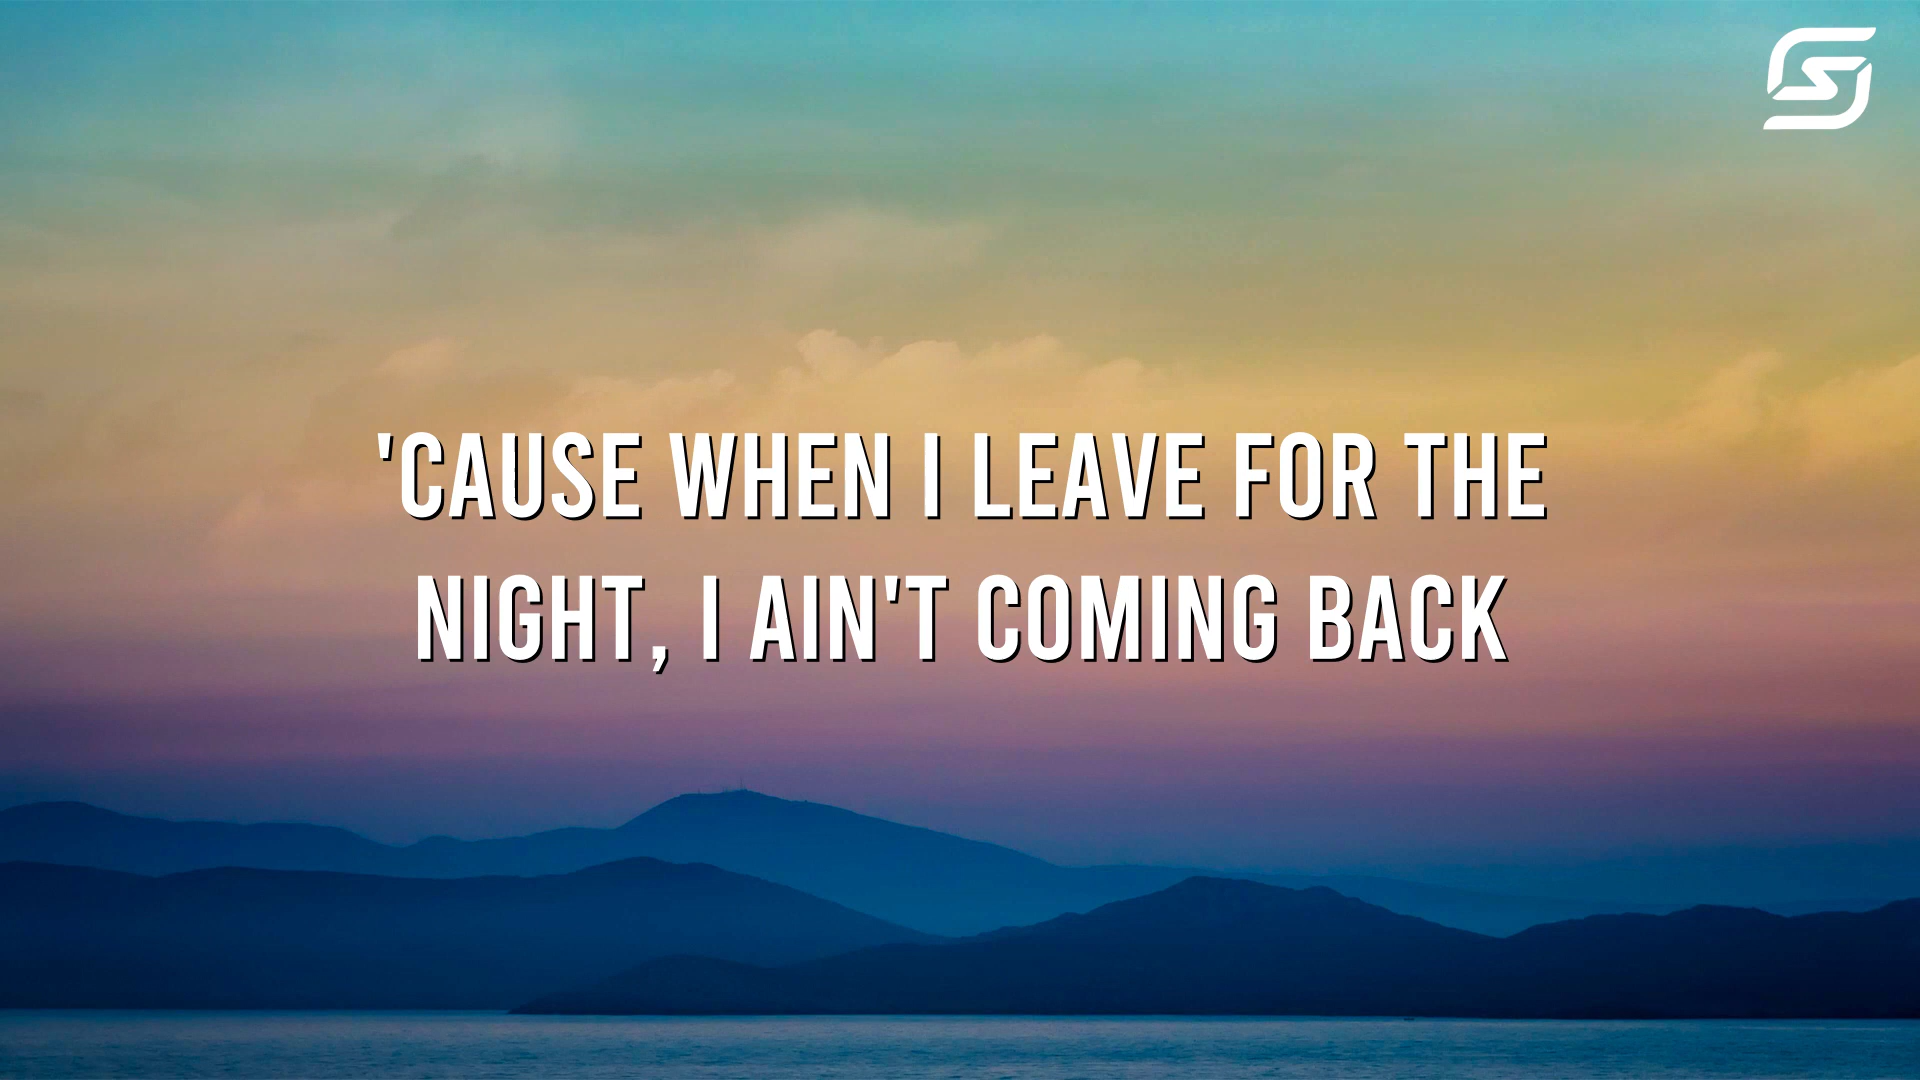 'CAUSE WHEN I LEAVE FOR THE
NIGHT, I AIN'T COMING BACK